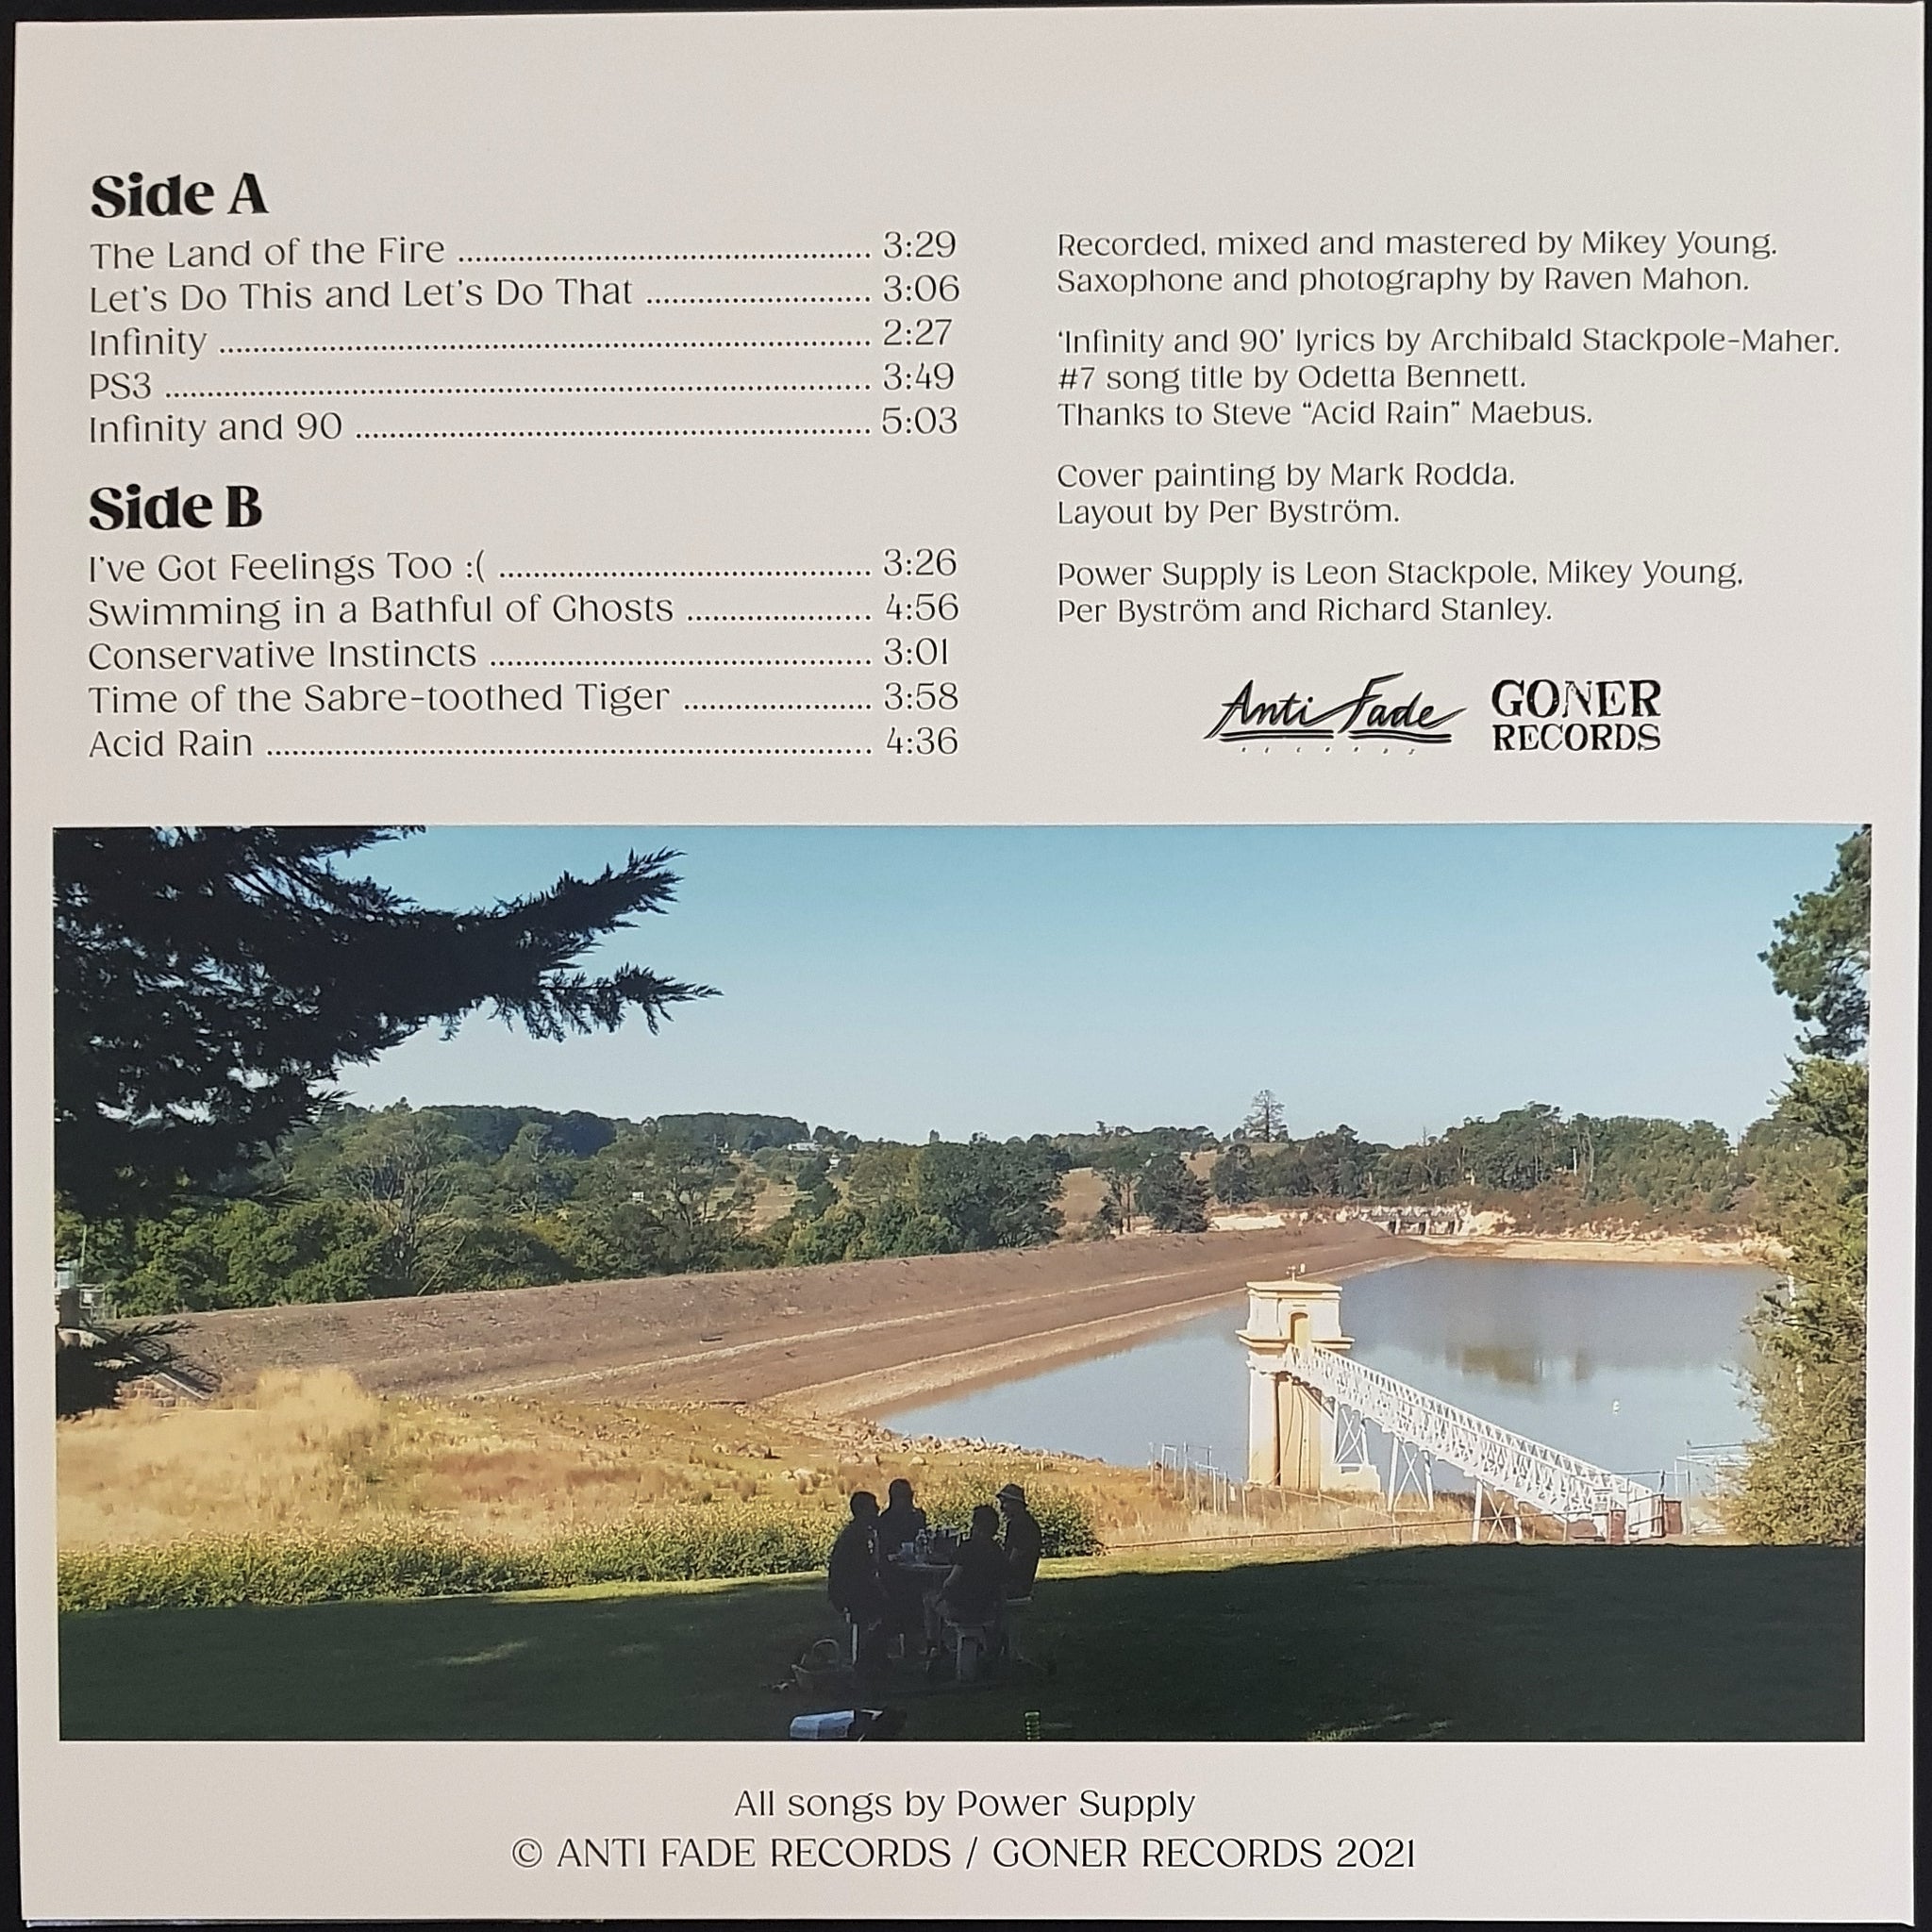 Side A
The Land of the Fire ........................................ 3:29
Let's Do This and Let's Do That ........................................ 3:06
Infinity ........................................ 2:27
PS3 ........................................ 3:49
Infinity and 90 ........................................ 5:03
Side B
I've Got Feelings Too :( ........................................ 3:26
Swimming in a Bathful of Ghosts ........................................ 4:56
Conservative Instincts ........................................ 3:01
Time of the Sabre-toothed Tiger ........................................ 3:58
Acid Rain ........................................ 4:36
Recorded, mixed and mastered by Mikey Young.
Saxophone and photography by Raven Mahon.
‘Infinity and 90’ lyrics by Archibald Stackpole-Maher.
#7 song title by Odetta Bennett.
Thanks to Steve “Acid Rain” Maebus.
Cover painting by Mark Rodda.
Layout by Per Byström.
Power Supply is Leon Stackpole, Mikey Young,
Per Byström and Richard Stanley.
Anti Fade
records
GONER
RECORDS
All songs by Power Supply
© ANTI FADE RECORDS / GONER RECORDS 2021